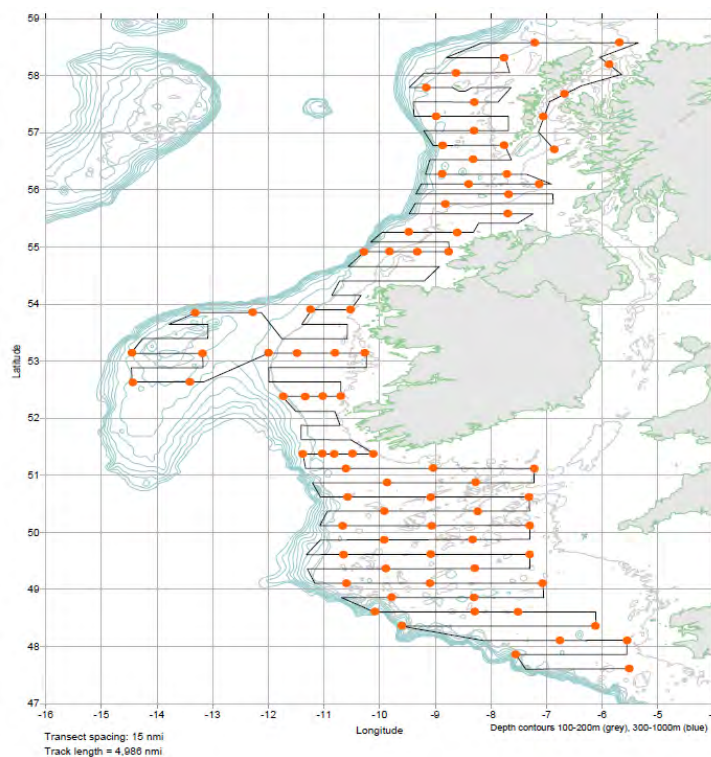 59
58
57
56
55
54
53
52
51
50
49
48
47
Latitude
-16 -15 -14 -13 -12 -11 -10 -9 -8 -7 -6 -5 -4
Longitude
Depth contours 100-200m (grey), 300-1000m (blue)
Transect spacing: 15 nmi
Track length = 4,986 nmi